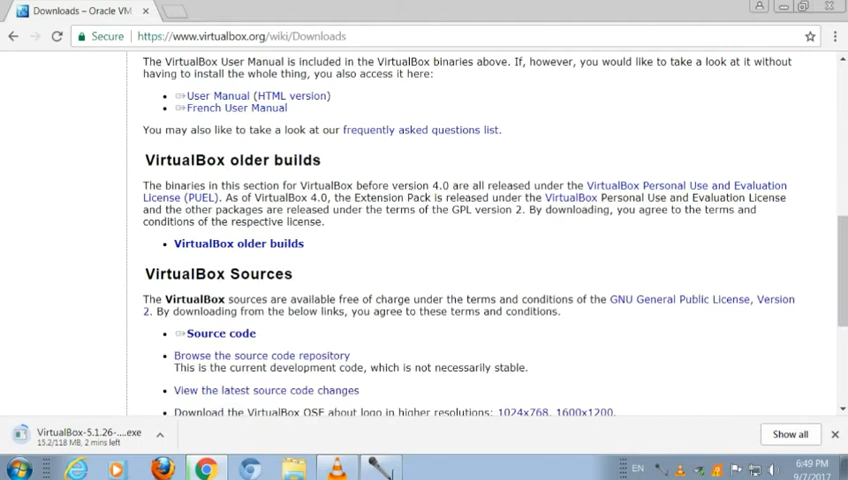 Downloads – Oracle VM
Secure
https://www.virtualbox.org/wiki/Downloads
The VirtualBox User Manual is included in the VirtualBox binaries above. If, however, you would like to take a look at it without
having to install the whole thing, you also access it here:
User Manual (HTML version)
French User Manual
You may also like to take a look at our frequently asked questions list.
VirtualBox older builds
The binaries in this section for VirtualBox before version 4.0 are all released under the VirtualBox Personal Use and Evaluation
License (PUEL). As of VirtualBox 4.0, the Extension Pack is released under the VirtualBox Personal Use and Evaluation License
and the other packages are released under the terms of the GPL version 2. By downloading, you agree to the terms and
conditions of the respective license.
VirtualBox older builds
VirtualBox Sources
The VirtualBox sources are available free of charge under the terms and conditions of the GNU General Public License, Version
2. By downloading from the below links, you agree to these terms and conditions.
Source code
Browse the source code repository
This is the current development code, which is not necessarily stable.
View the latest source code changes
Download the VirtualBox OSE about logo in higher resolutions: 1024x768, 1600x1200.
VirtualBox-5.1.26-....exe
15.2/118 MB, 2 mins left
Show all
EN
6:49 PM
9/7/2017